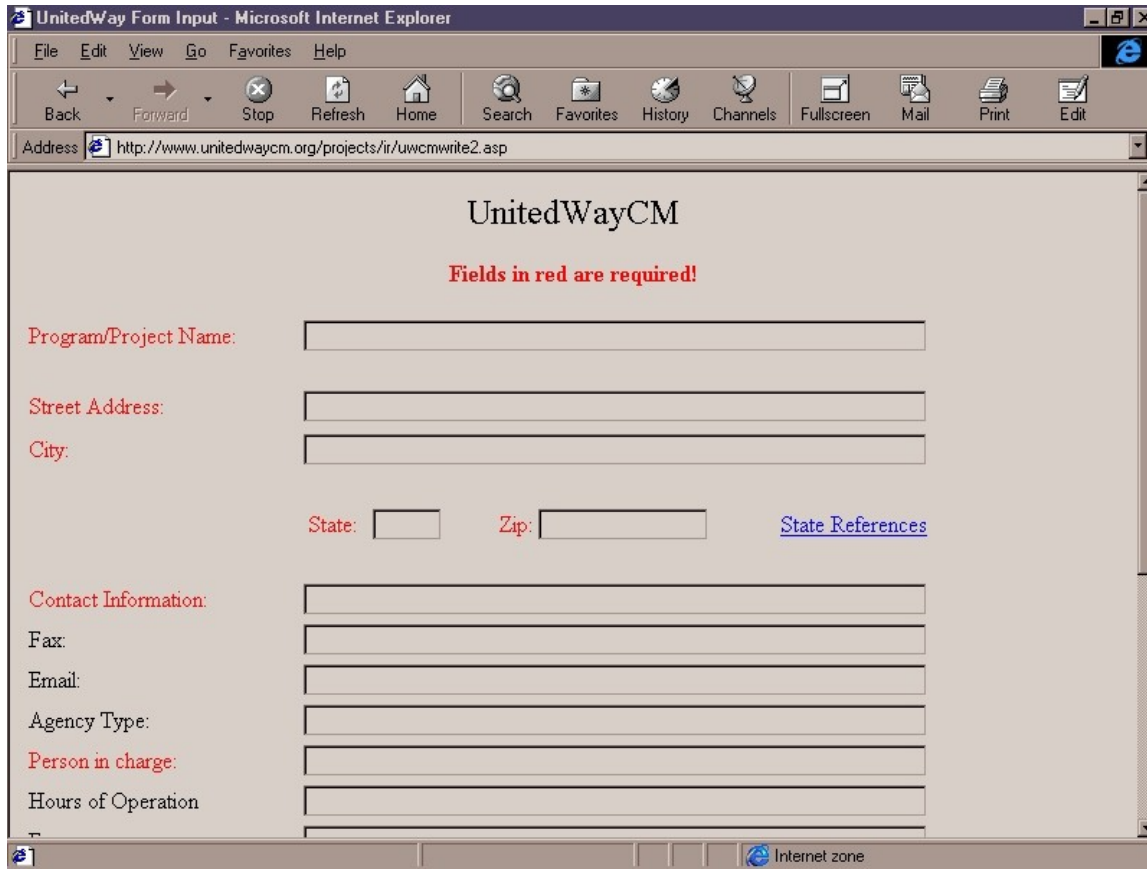 UnitedWay Form Input - Microsoft Internet Explorer
File Edit View Go Favorites Help
Back Forward Stop Refresh Home Search Favorites History Channels Fullscreen Mail Print Edit
Address http://www.unitedwaycm.org/projects/ir/uwcmwrite2.asp
UnitedWayCM
Fields in red are required!
Program/Project Name:
Street Address:
City:
State: Zip: State References
Contact Information:
Fax:
Email:
Agency Type:
Person in charge:
Hours of Operation
Internet zone